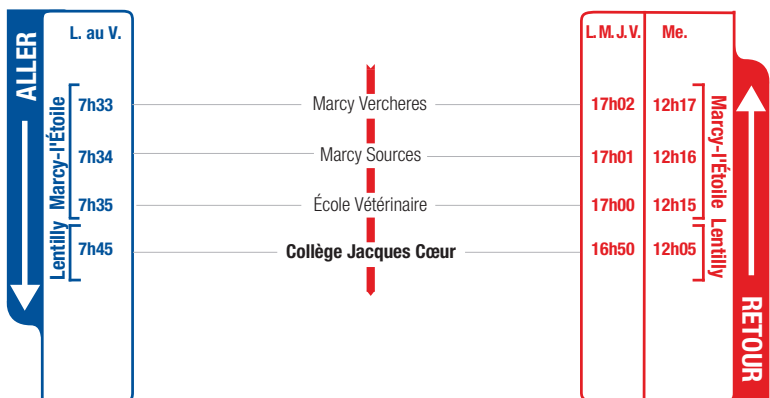 ALLER
L. au V.
L. M. J. V. Me.
Marcy-l'Étoile
7h33 Marcy Vercheres 17h02 12h17
7h34 Marcy Sources 17h01 12h16
7h35 École Vétérinaire 17h00 12h15
Marcy-l'Étoile
Lentilly
7h45 Collège Jacques Cœur 16h50 12h05
Lentilly
RETOUR